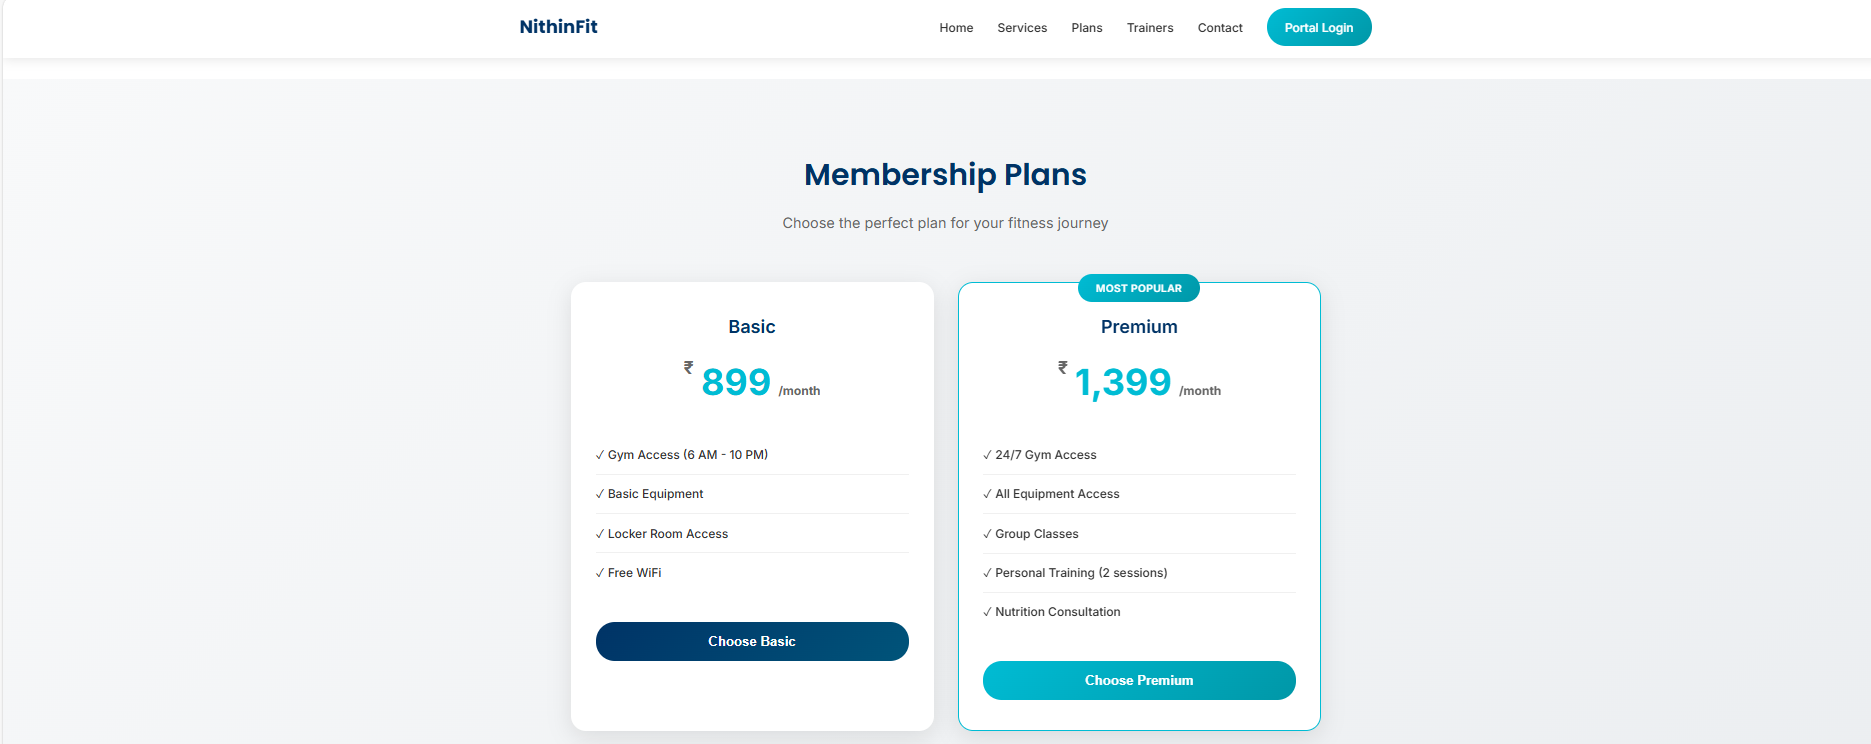 NithinFit
Home Services Plans Trainers Contact Portal Login
Membership Plans
Choose the perfect plan for your fitness journey
Basic
₹ 899 /month
✓ Gym Access (6 AM - 10 PM)
✓ Basic Equipment
✓ Locker Room Access
✓ Free WiFi
Choose Basic
MOST POPULAR
Premium
₹ 1,399 /month
✓ 24/7 Gym Access
✓ All Equipment Access
✓ Group Classes
✓ Personal Training (2 sessions)
✓ Nutrition Consultation
Choose Premium